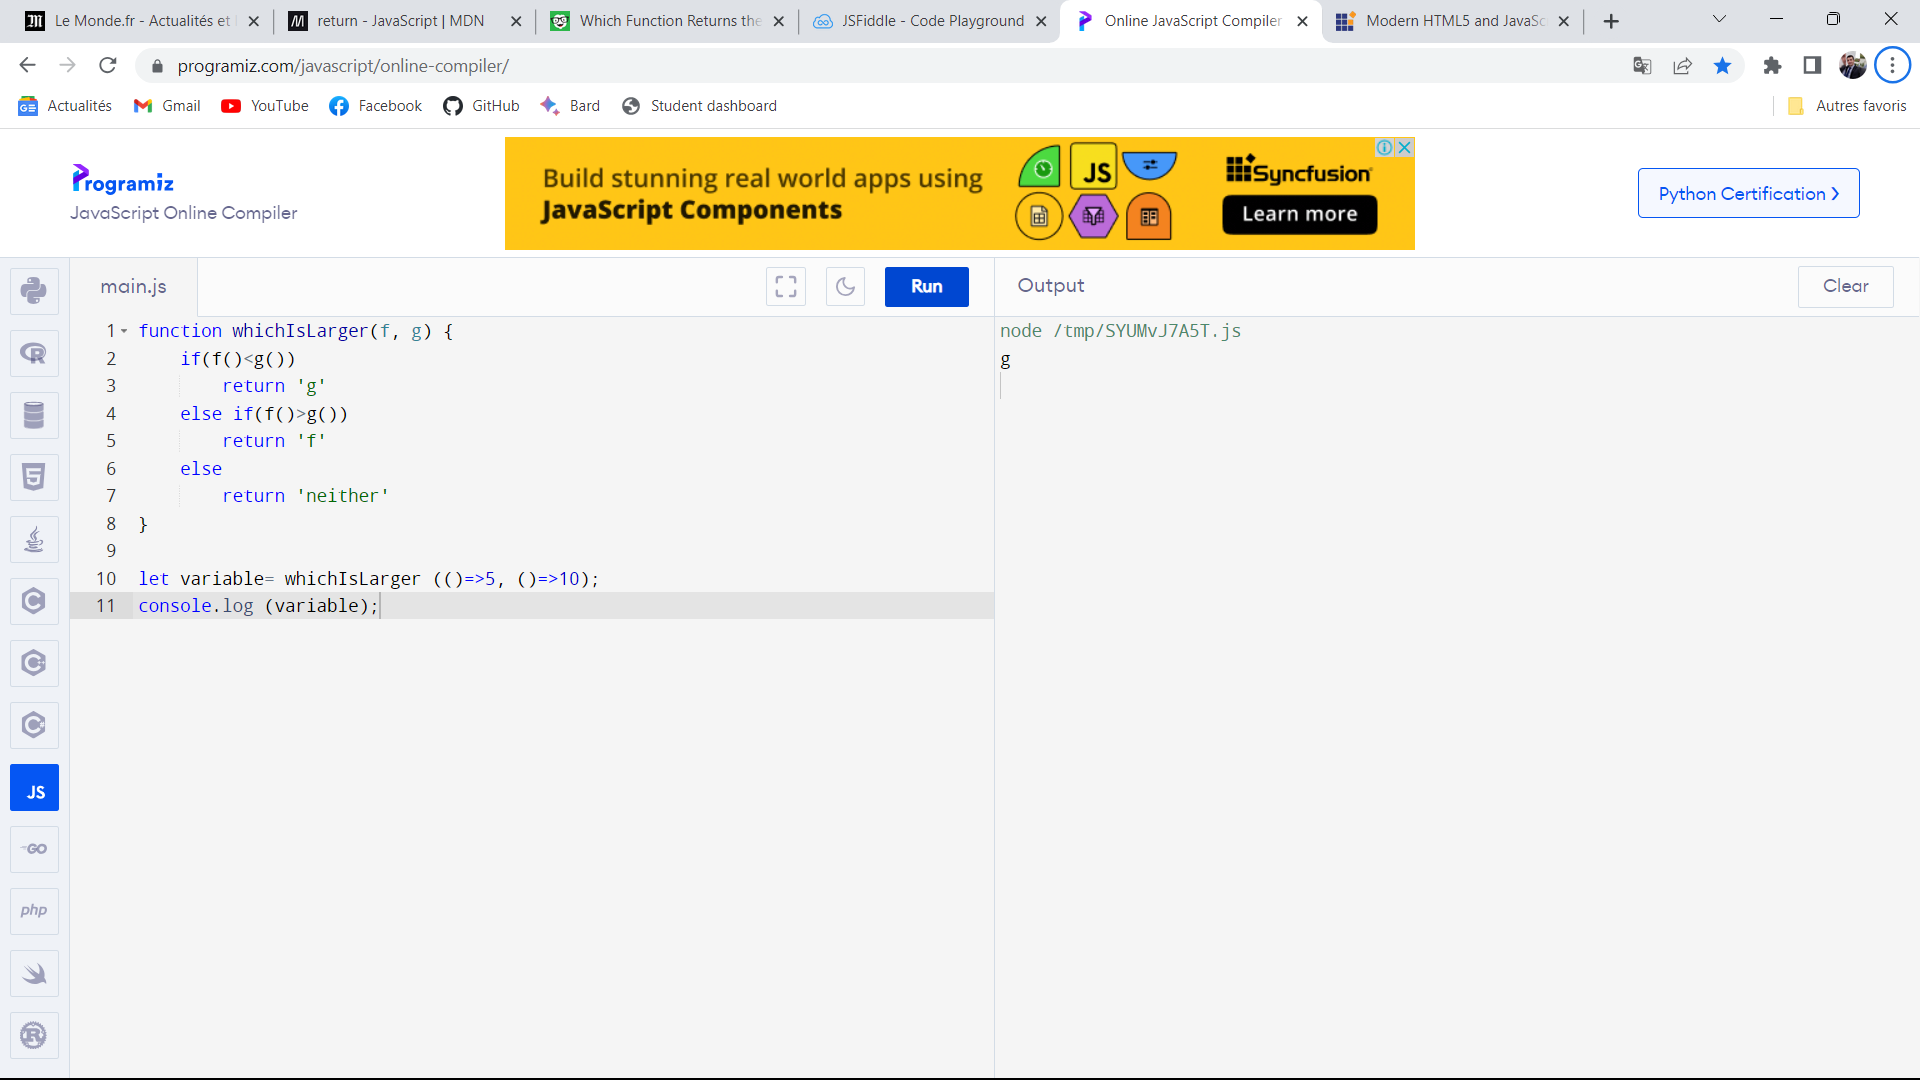 Le Monde.fr - Actualités et
return - JavaScript | MDN
Which Function Returns the
JSFiddle - Code Playground
Online JavaScript Compiler
Modern HTML5 and JavaSc
programiz.com/javascript/online-compiler/
Actualités
Gmail
YouTube
Facebook
GitHub
Bard
Student dashboard
Autres favoris
Programiz
JavaScript Online Compiler
Build stunning real world apps using
JavaScript Components
JS
Syncfusion
Learn more
Python Certification >
main.js
Run
Output
Clear
1 function whichIsLarger(f, g) {
2 if(f()<g())
3 return 'g'
4 else if(f()>g())
5 return 'f'
6 else
7 return 'neither'
8 }
9
10 let variable= whichIsLarger (()=>5, ()=>10);
11 console.log (variable);
node /tmp/SYUMvJ7A5T.js
g
JS
GO
php